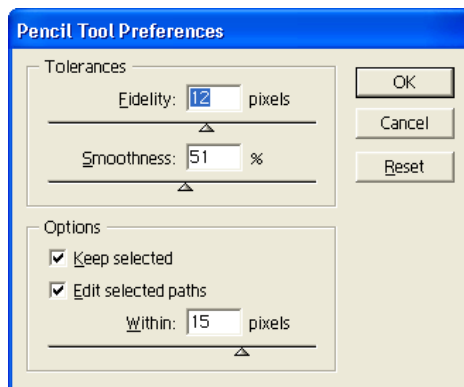 Pencil Tool Preferences
Tolerances
Fidelity: 12 pixels
Smoothness: 51 %
OK
Cancel
Reset
Options
Keep selected
Edit selected paths
Within: 15 pixels